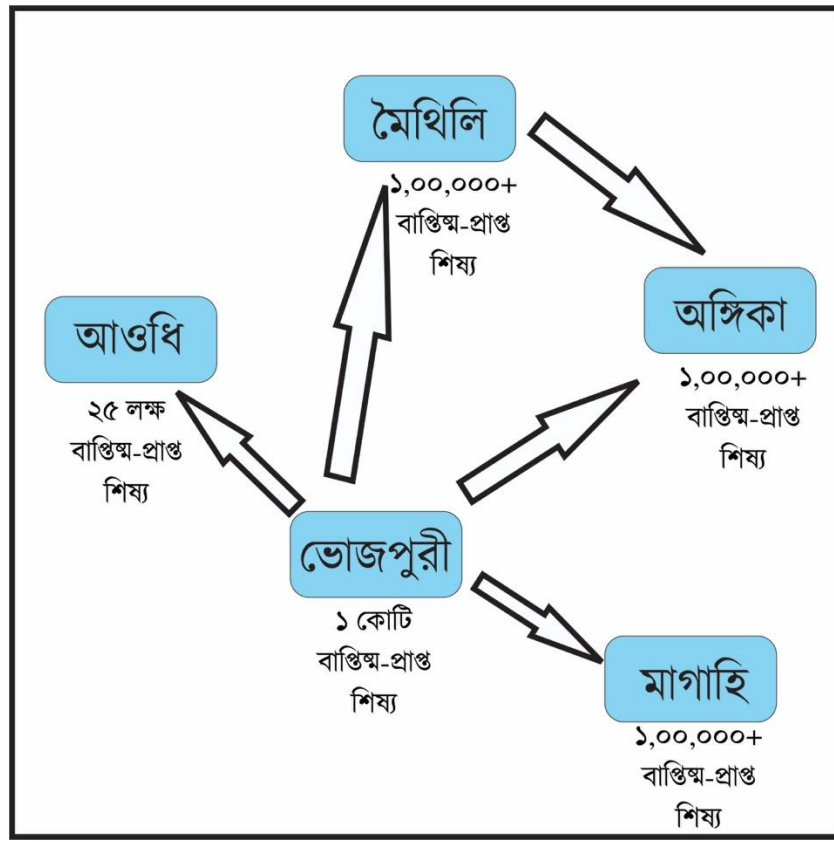 মৈথিলি
১,০০,০০০+
বাপ্তিষ্ম-প্রাপ্ত
শিষ্য
আওধি
২৫ লক্ষ
বাপ্তিষ্ম-প্রাপ্ত
শিষ্য
অঙ্গিকা
১,০০,০০০+
বাপ্তিষ্ম-প্রাপ্ত
শিষ্য
ভোজপুরী
১ কোটি
বাপ্তিষ্ম-প্রাপ্ত
শিষ্য
মাগাহি
১,০০,০০০+
বাপ্তিষ্ম-প্রাপ্ত
শিষ্য